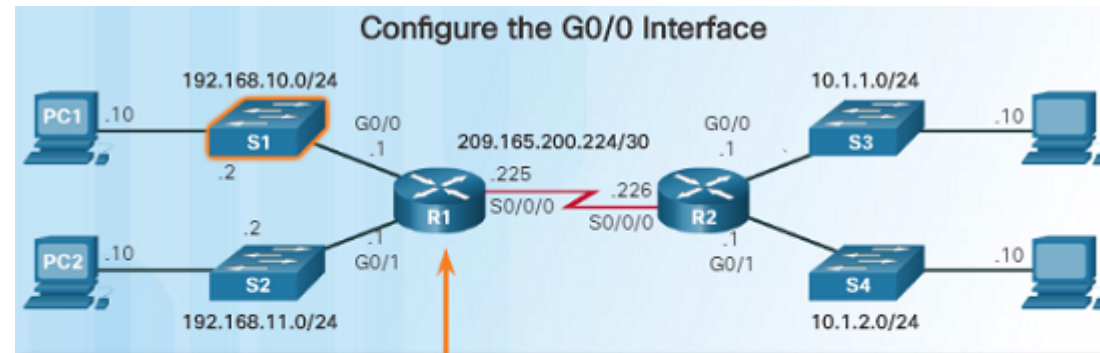 Configure the G0/0 Interface
192.168.10.0/24
10.1.1.0/24
PC1
.10
G0/0
209.165.200.224/30
G0/0
.10
S1
.1
.1
S3
.2
.225
.226
R1
S0/0/0
S0/0/0
R2
.2
.1
.1
PC2
.10
G0/1
G0/1
.10
S2
S4
192.168.11.0/24
10.1.2.0/24